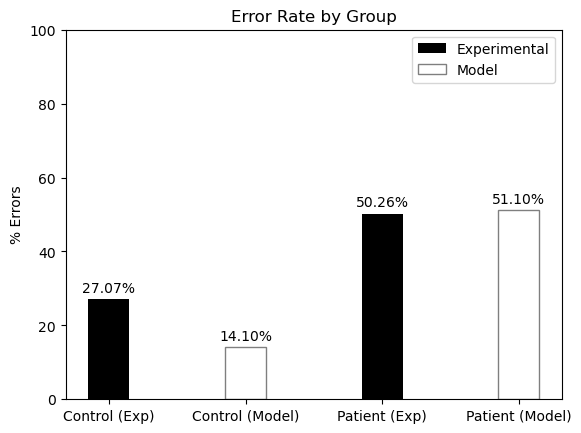 Error Rate by Group
% Errors
100
80
60
40
20
0
Experimental
Model
27.07%
14.10%
50.26%
51.10%
Control (Exp)
Control (Model)
Patient (Exp)
Patient (Model)